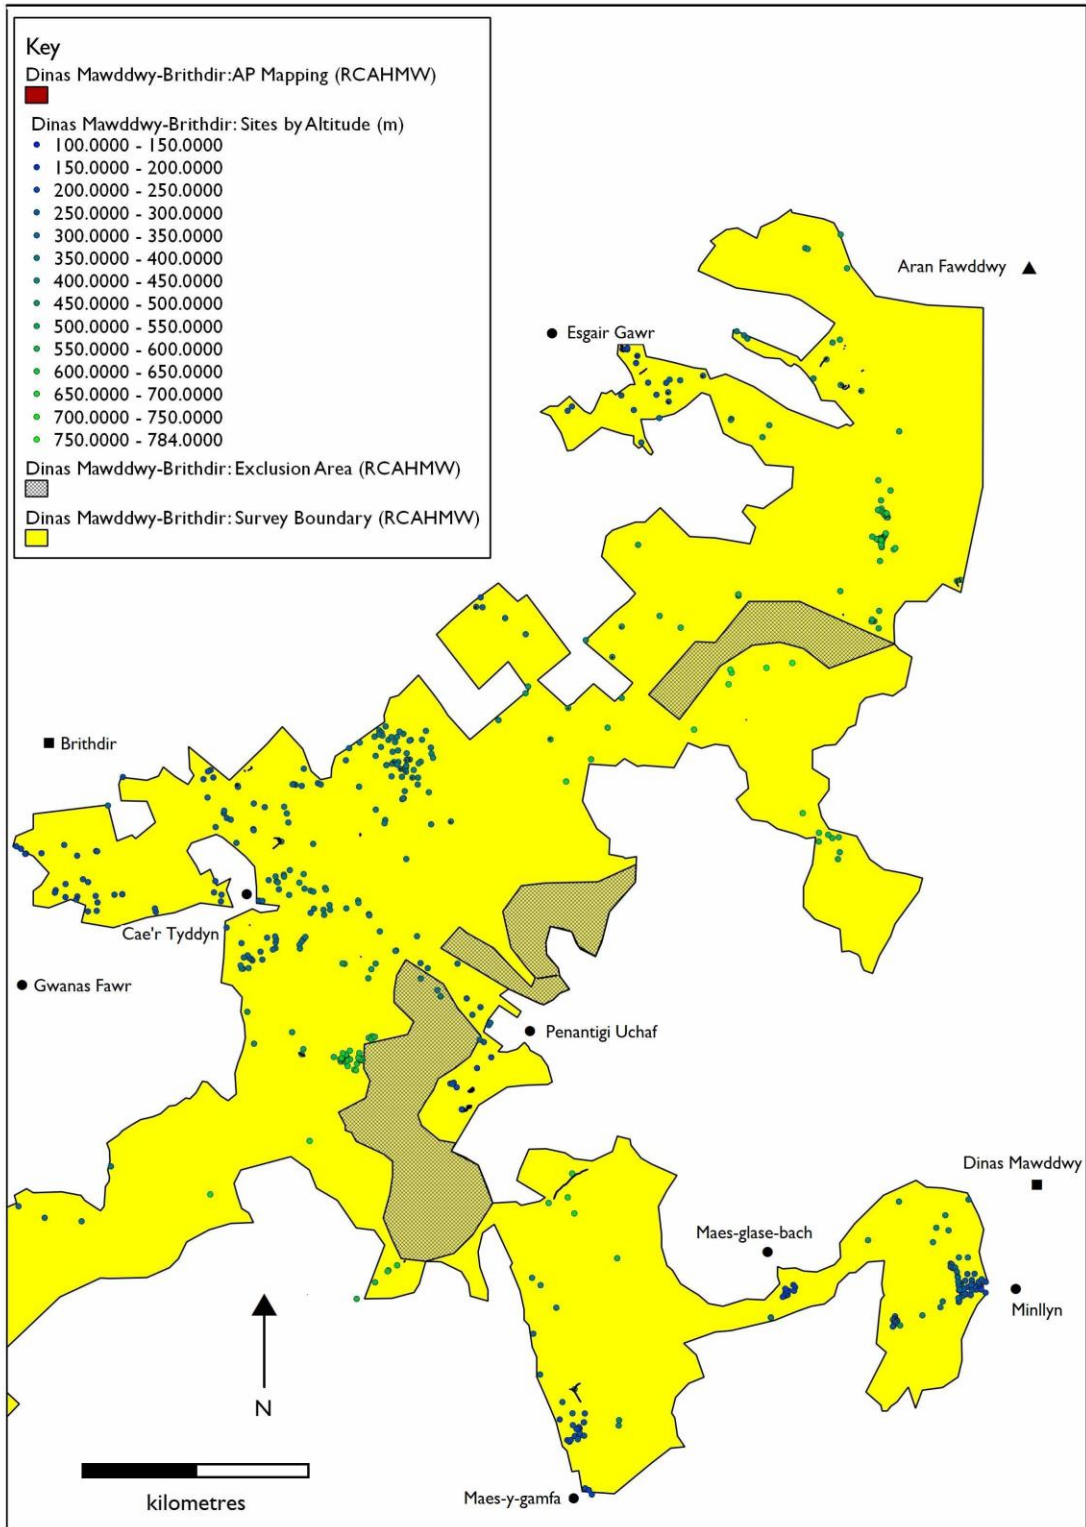 Key
Dinas Mawddwy-Brithdir: AP Mapping (RCAHMW)
Dinas Mawddwy-Brithdir: Sites by Altitude (m)
100.0000 - 150.0000
150.0000 - 200.0000
200.0000 - 250.0000
250.0000 - 300.0000
300.0000 - 350.0000
350.0000 - 400.0000
400.0000 - 450.0000
450.0000 - 500.0000
500.0000 - 550.0000
550.0000 - 600.0000
600.0000 - 650.0000
650.0000 - 700.0000
700.0000 - 750.0000
750.0000 - 784.0000
Dinas Mawddwy-Brithdir: Exclusion Area (RCAHMW)
Dinas Mawddwy-Brithdir: Survey Boundary (RCAHMW)
Aran Fawddwy
Esgair Gawr
Brithdir
Cae'r Tyddyn
Gwanas Fawr
Penantigi Uchaf
Dinas Mawddwy
Maes-glase-bach
Minllyn
N
kilometres
Maes-y-gamfa